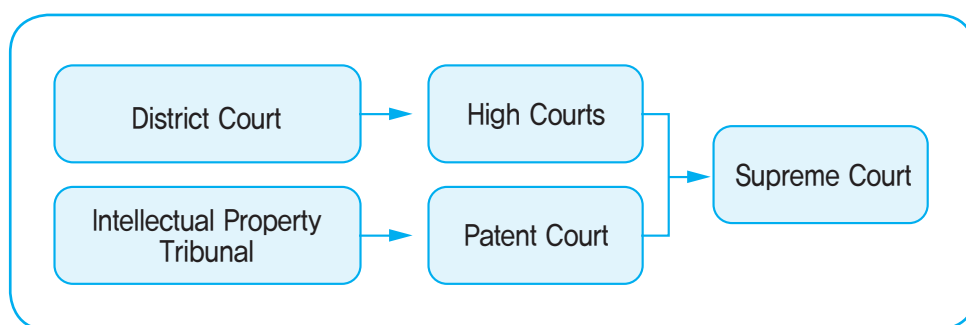 District Court
High Courts
Supreme Court
Intellectual Property
Tribunal
Patent Court